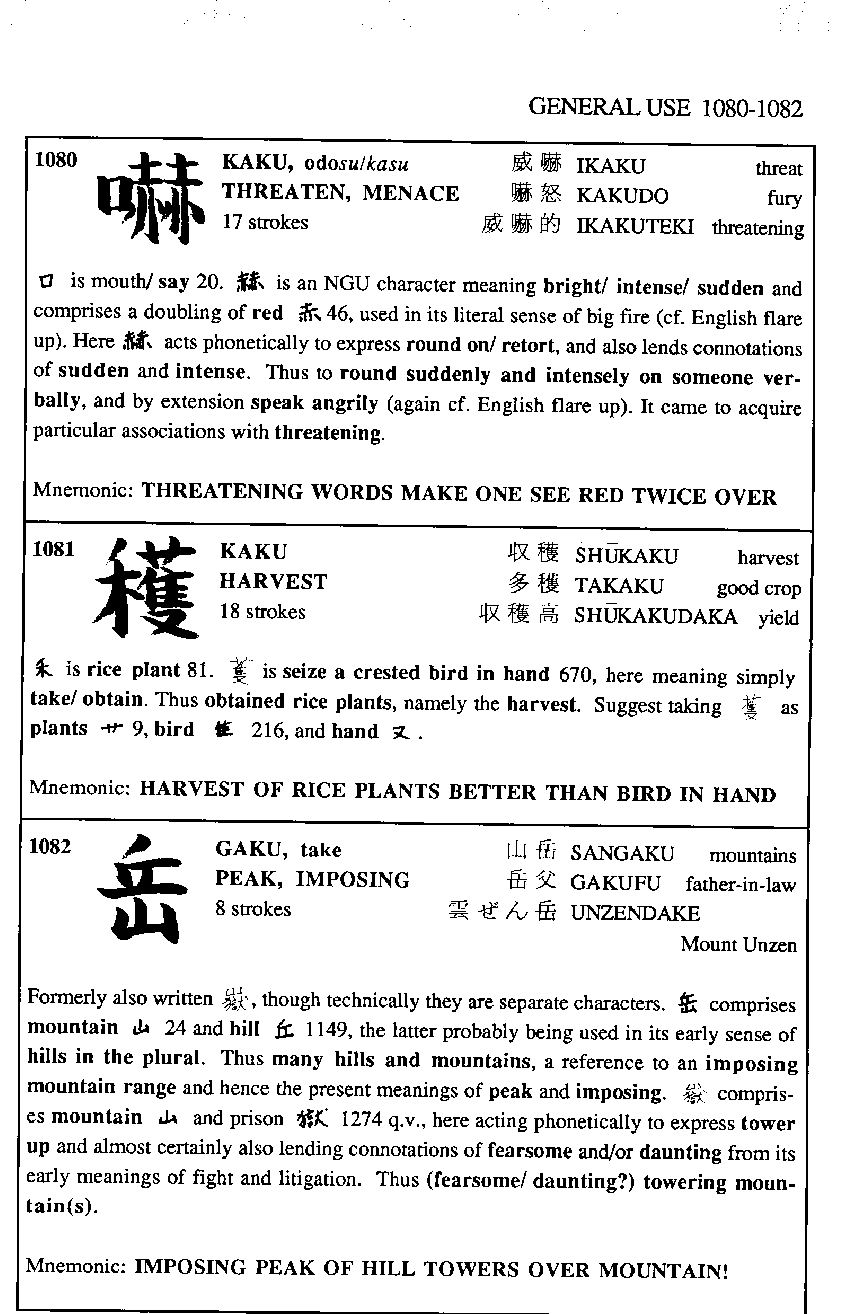 GENERAL USE 1080-1082
1080 嚇 KAKU, odosu/kasu 威嚇 IKAKU threat
THREATEN, MENACE 嚇怒 KAKUDO fury
17 strokes 威嚇的 IKAKUTEKI threatening
口 is mouth/ say 20. 赫 is an NGU character meaning bright/ intense/ sudden and
comprises a doubling of red 赤 46, used in its literal sense of big fire (cf. English flare
up). Here 赫 acts phonetically to express round on/ retort, and also lends connotations
of sudden and intense. Thus to round suddenly and intensely on someone ver-
bally, and by extension speak angrily (again cf. English flare up). It came to acquire
particular associations with threatening.
Mnemonic: THREATENING WORDS MAKE ONE SEE RED TWICE OVER
1081 穫 KAKU 収穫 SHŪKAKU harvest
HARVEST 多穫 TAKAKU good crop
18 strokes 収穫高 SHŪKAKUDAKA yield
禾 is rice plant 81. 蒦 is seize a crested bird in hand 670, here meaning simply
take/ obtain. Thus obtained rice plants, namely the harvest. Suggest taking 蒦 as
plants 艹 9, bird 隹 216, and hand 又.
Mnemonic: HARVEST OF RICE PLANTS BETTER THAN BIRD IN HAND
1082 岳 GAKU, take 山岳 SANGAKU mountains
PEAK, IMPOSING 岳父 GAKUFU father-in-law
8 strokes 雲ぜん岳 UNZENDAKE
Mount Unzen
Formerly also written 嶽, though technically they are separate characters. 岳 comprises
mountain 山 24 and hill 丘 1149, the latter probably being used in its early sense of
hills in the plural. Thus many hills and mountains, a reference to an imposing
mountain range and hence the present meanings of peak and imposing. 嶽 compris-
es mountain 山 and prison 獄 1274 q.v., here acting phonetically to express tower
up and almost certainly also lending connotations of fearsome and/or daunting from its
early meanings of fight and litigation. Thus (fearsome/ daunting?) towering moun-
tain(s).
Mnemonic: IMPOSING PEAK OF HILL TOWERS OVER MOUNTAIN!